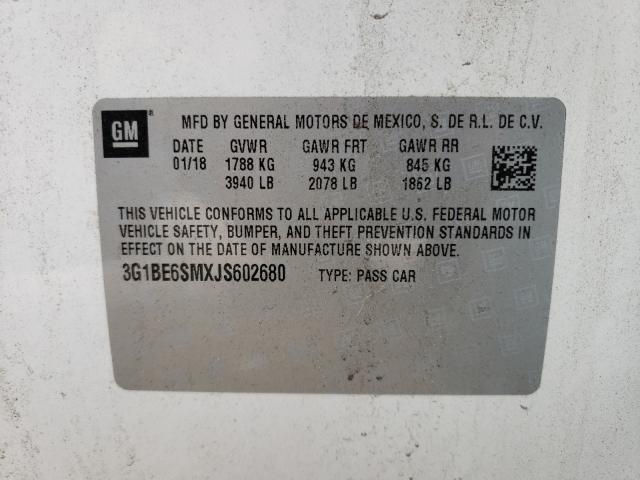 GM
MFD BY GENERAL MOTORS DE MEXICO, S. DE R.L. DE C.V.
DATE GVWR GAWR FRT GAWR RR
01/18 1788 KG 943 KG 845 KG
3940 LB 2078 LB 1862 LB
THIS VEHICLE CONFORMS TO ALL APPLICABLE U.S. FEDERAL MOTOR
VEHICLE SAFETY, BUMPER, AND THEFT PREVENTION STANDARDS IN
EFFECT ON THE DATE OF MANUFACTURE SHOWN ABOVE.
3G1BE6SMXJS602680 TYPE: PASS CAR